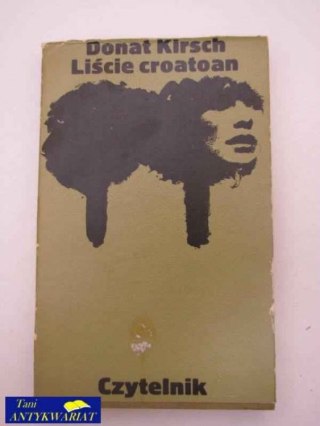 Donat Kirsch
Liście croatoan
Czytelnik
Tani
ANTYKWARIAT